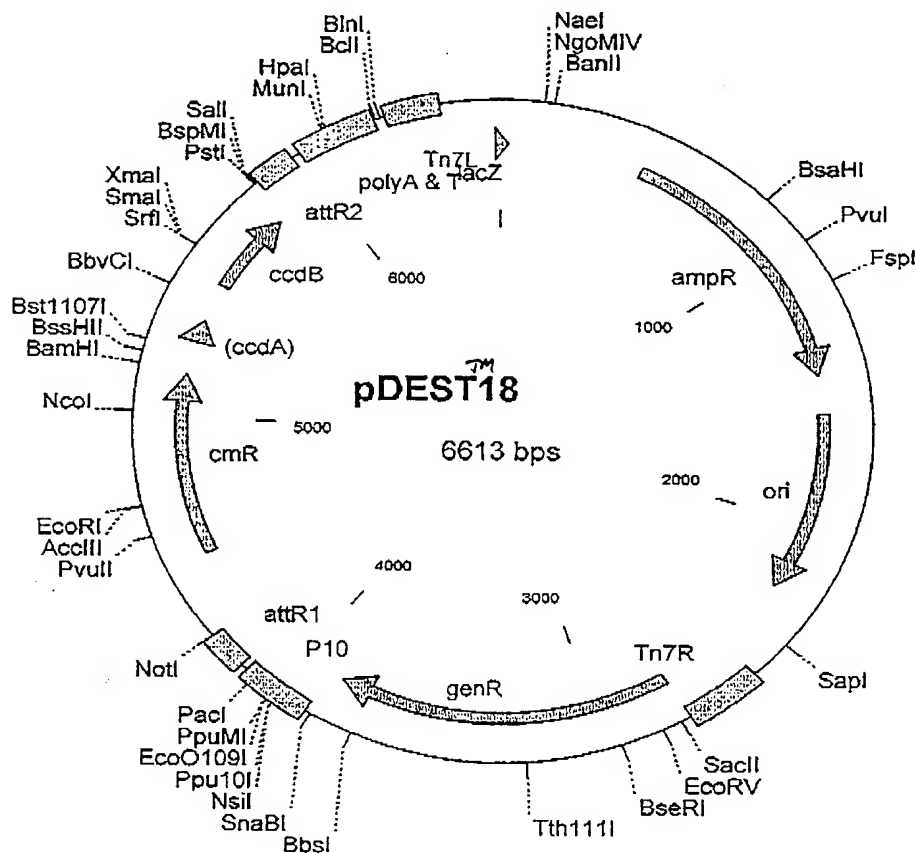 BlnI
BclI
HpaI
MunI
SalI
BspMI
PstI
XmaI
SmaI
SrfI
BbvCI
Bst1107I
BssHII
BamHI
NcoI
EcoRI
AccIII
PvuII
NotI
PacI
PpuMI
EcoO109I
Ppu10I
NsiI
SnaBI
BbsI
Tth111I
BseRI
EcoRV
SacII
SapI
FspI
PvuI
BsaHI
BanII
NgoMIV
NaeI
Tn7L
lacZ
polyA & T
attR2
ccdB
6000
ampR
1000
(ccdA)
pDEST™18
5000
6613 bps
cmR
2000
ori
4000
3000
attR1
P10
genR
Tn7R